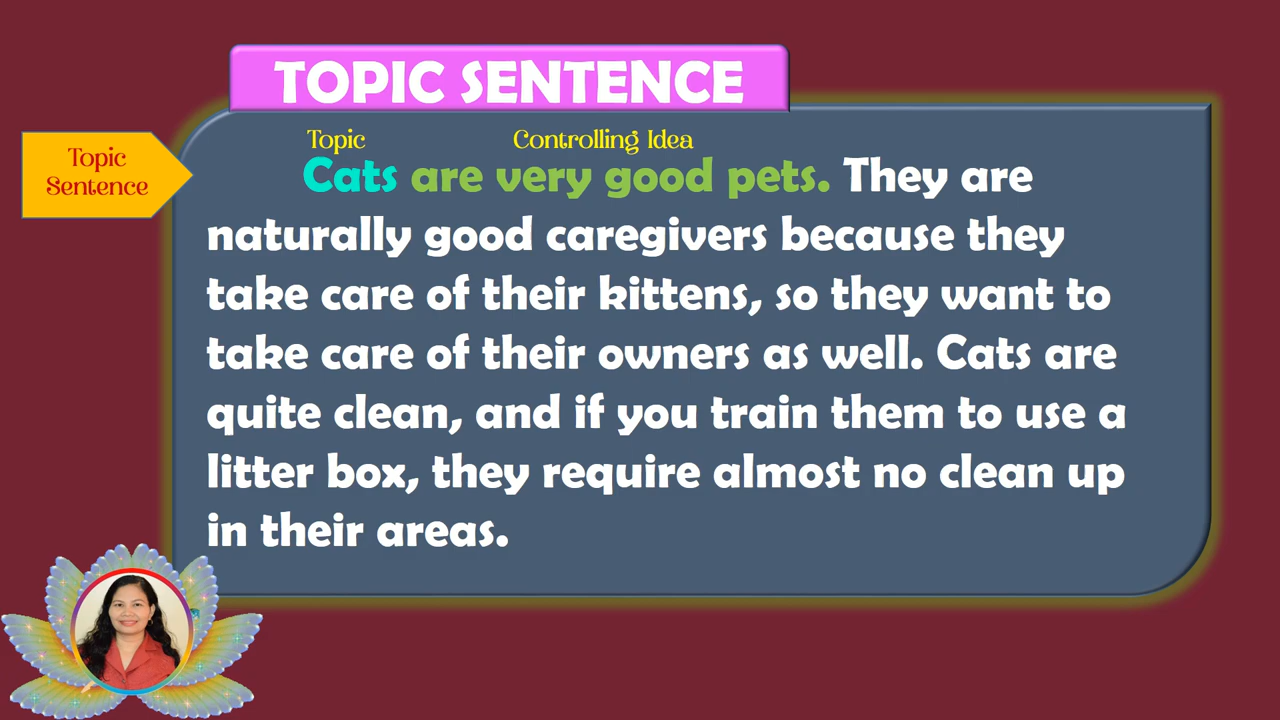 TOPIC SENTENCE
Topic
Sentence
Topic Controlling Idea
Cats are very good pets. They are
naturally good caregivers because they
take care of their kittens, so they want to
take care of their owners as well. Cats are
quite clean, and if you train them to use a
litter box, they require almost no clean up
in their areas.